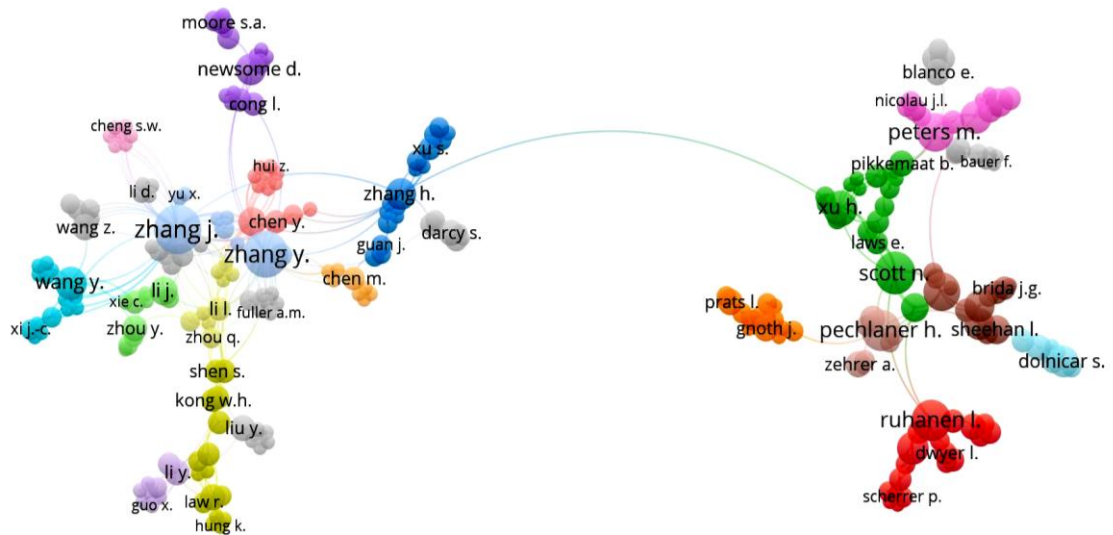 moore s.a.
newsome d.
cong l.
cheng s.w.
hui z.
xu s.
li d.
yu x.
zhang h.
wang z.
zhang j.
chen y.
guan j.
darcy s.
zhang y.
wang y.
chen m.
xie c.
li j.
li l.
fuller a.m.
xi j.-c.
zhou y.
zhou q.
shen s.
kong w.h.
liu y.
li y.
guo x.
law r.
hung k.
blanco e.
nicolau j.l.
peters m.
pikkemaat b.
bauer f.
xu h.
laws e.
scott n.
brida j.g.
prats l.
gnoth j.
pechlaner h.
sheehan l.
zehrer a.
dolnicar s.
ruhanen l.
dwyer l.
scherrer p.